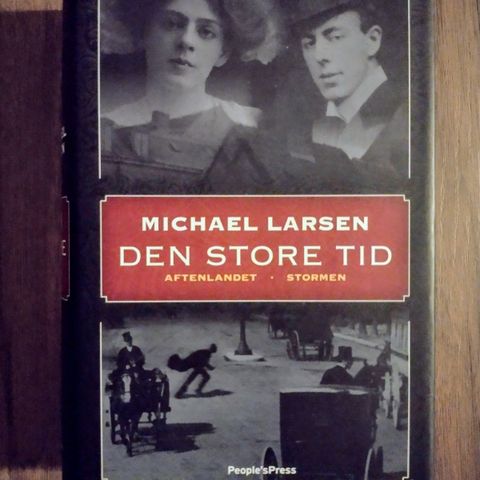 MICHAEL LARSEN
DEN STORE TID
AFTENLANDET · STORMEN
People'sPress